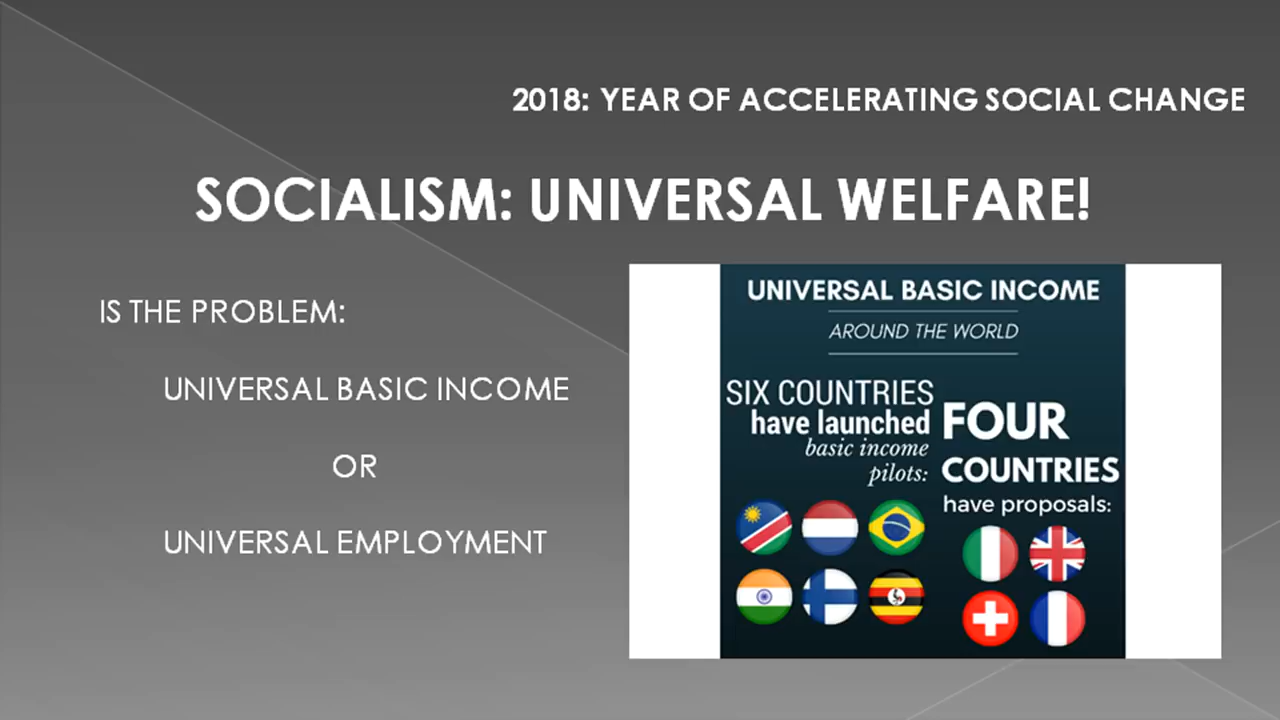 2018: YEAR OF ACCELERATING SOCIAL CHANGE
SOCIALISM: UNIVERSAL WELFARE!
IS THE PROBLEM:
UNIVERSAL BASIC INCOME
OR
UNIVERSAL EMPLOYMENT
UNIVERSAL BASIC INCOME
AROUND THE WORLD
SIX COUNTRIES
have launched
basic income
pilots:
FOUR
COUNTRIES
have proposals: